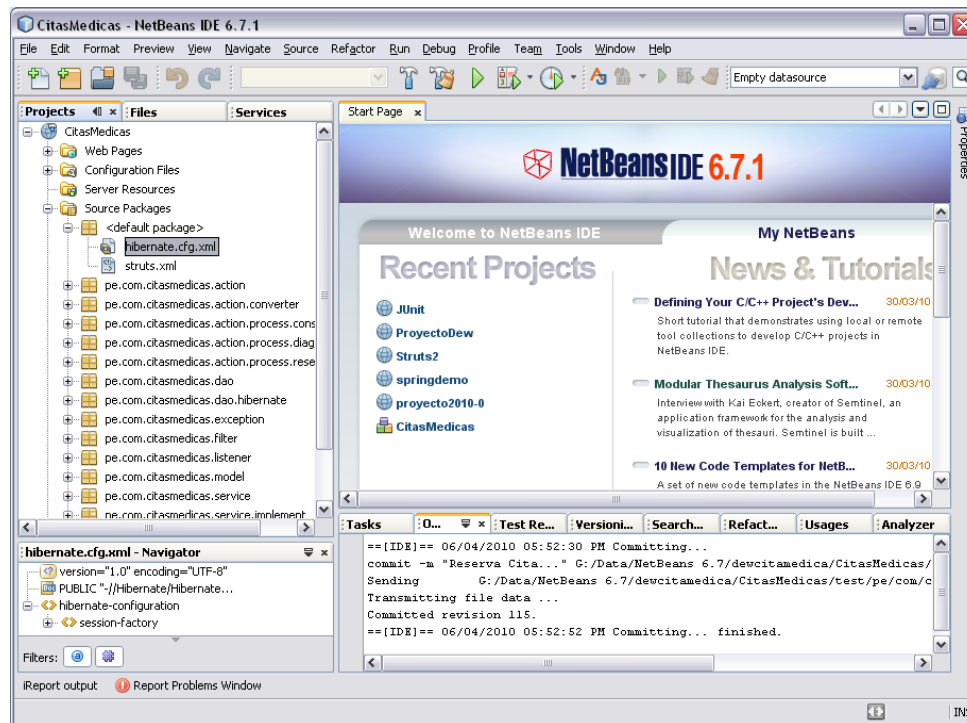 CitasMedicas - NetBeans IDE 6.7.1
File Edit Format Preview View Navigate Source Refactor Run Debug Profile Team Tools Window Help
Empty datasource
Projects Files Services
CitasMedicas
Web Pages
Configuration Files
Server Resources
Source Packages
<default package>
hibernate.cfg.xml
struts.xml
pe.com.citasmedicas.action
pe.com.citasmedicas.action.converter
pe.com.citasmedicas.action.process.cons
pe.com.citasmedicas.action.process.diag
pe.com.citasmedicas.action.process.rese
pe.com.citasmedicas.dao
pe.com.citasmedicas.dao.hibernate
pe.com.citasmedicas.exception
pe.com.citasmedicas.filter
pe.com.citasmedicas.listener
pe.com.citasmedicas.model
pe.com.citasmedicas.service
pe.com.citasmedicas.service.implement
hibernate.cfg.xml - Navigator
version="1.0" encoding="UTF-8"
PUBLIC "-//Hibernate/Hibernate...
hibernate-configuration
session-factory
Filters:
Start Page
NetBeans IDE 6.7.1
Welcome to NetBeans IDE
My NetBeans
Recent Projects
JUnit
ProyectoDew
Struts2
springdemo
proyecto2010-0
CitasMedicas
News & Tutorials
Defining Your C/C++ Project's Dev... 30/03/10
Short tutorial that demonstrates using local or remote
tool collections to develop C/C++ projects in
NetBeans IDE.
Modular Thesaurus Analysis Soft... 30/03/10
Interview with Kai Eckert, creator of Semtinel, an
application framework for the analysis and
visualization of thesauri. Semtinel is built ...
10 New Code Templates for NetB... 30/03/10
A set of new code templates in the NetBeans IDE 6.9
Properties
Tasks O... Test Re... Versioni... Search... Refact... Usages Analyzer
==[IDE]== 06/04/2010 05:52:30 PM Committing...
commit -m "Reserva Cita..." G:/Data/NetBeans 6.7/dewcitamedica/CitasMedicas/
Sending G:/Data/NetBeans 6.7/dewcitamedica/CitasMedicas/test/pe/com/c
Transmitting file data ...
Committed revision 115.
==[IDE]== 06/04/2010 05:52:52 PM Committing... finished.
iReport output Report Problems Window
IN